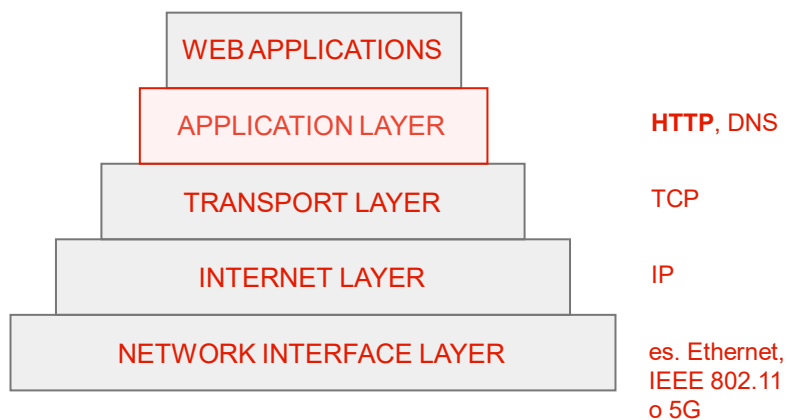 WEB APPLICATIONS
APPLICATION LAYER
HTTP, DNS
TRANSPORT LAYER
TCP
INTERNET LAYER
IP
NETWORK INTERFACE LAYER
es. Ethernet,
IEEE 802.11
o 5G